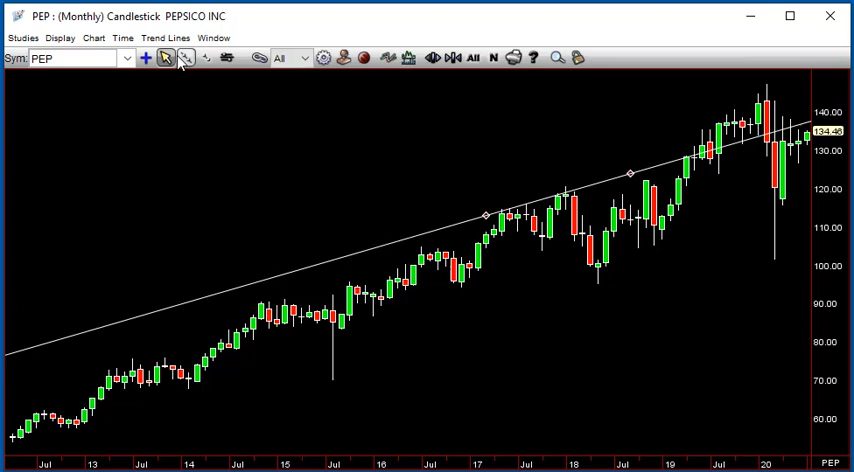 PEP : (Monthly) Candlestick PEPSICO INC
Studies Display Chart Time Trend Lines Window
Sym: PEP All All N ?
140.00
134.46
130.00
120.00
110.00
100.00
90.00
80.00
70.00
60.00
Jul 13 Jul 14 Jul 15 Jul 16 Jul 17 Jul 18 Jul 19 Jul 20 PEP